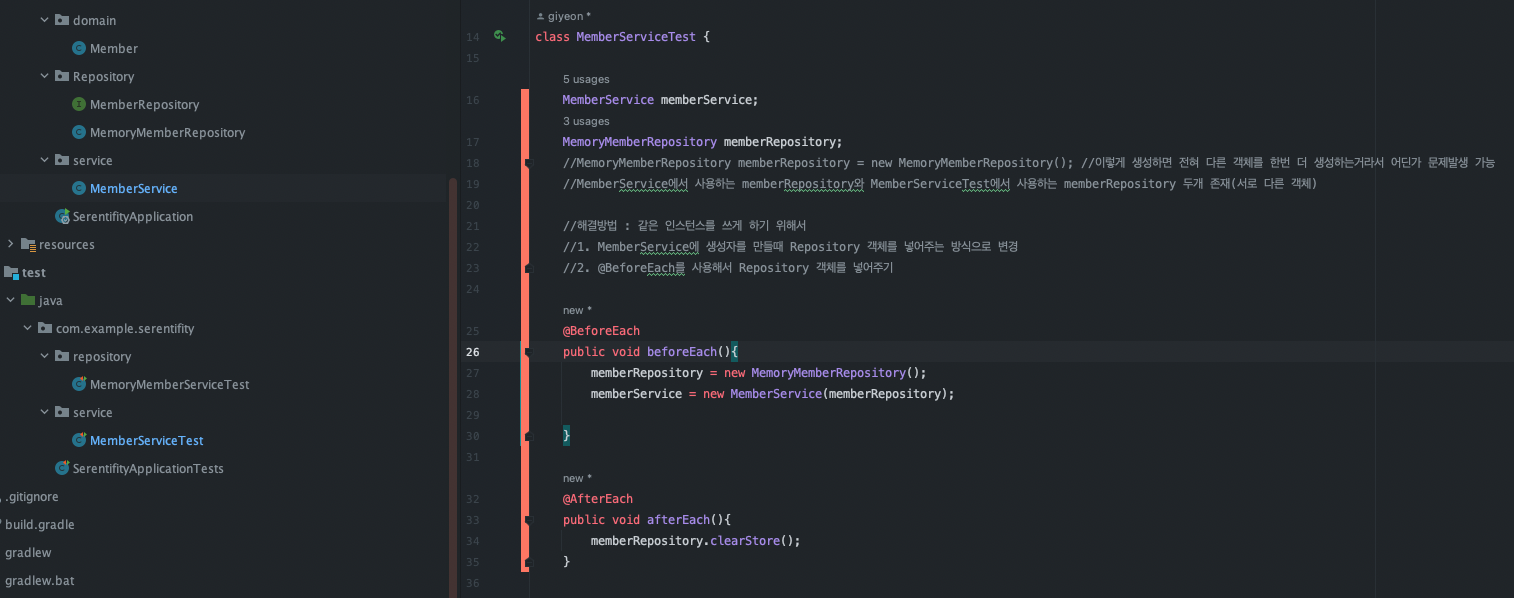 domain
Member
Repository
MemberRepository
MemoryMemberRepository
service
MemberService
SerentifityApplication
resources
test
java
com.example.serentifity
repository
MemoryMemberServiceTest
service
MemberServiceTest
SerentifityApplicationTests
.gitignore
build.gradle
gradlew
gradlew.bat
giyeon *
14 class MemberServiceTest {
15
5 usages
16 MemberService memberService;
3 usages
17 MemoryMemberRepository memberRepository;
18 //MemoryMemberRepository memberRepository = new MemoryMemberRepository(); //이렇게 생성하면 전혀 다른 객체를 한번 더 생성하는거라서 어딘가 문제발생 가능
19 //MemberService에서 사용하는 memberRepository와 MemberServiceTest에서 사용하는 memberRepository 두개 존재(서로 다른 객체)
20
21 //해결방법 : 같은 인스턴스를 쓰게 하기 위해서
22 //1. MemberService에 생성자를 만들때 Repository 객체를 넣어주는 방식으로 변경
23 //2. @BeforeEach를 사용해서 Repository 객체를 넣어주기
24
new *
25 @BeforeEach
26 public void beforeEach(){
27 memberRepository = new MemoryMemberRepository();
28 memberService = new MemberService(memberRepository);
29
30 }
31
new *
32 @AfterEach
33 public void afterEach(){
34 memberRepository.clearStore();
35 }
36